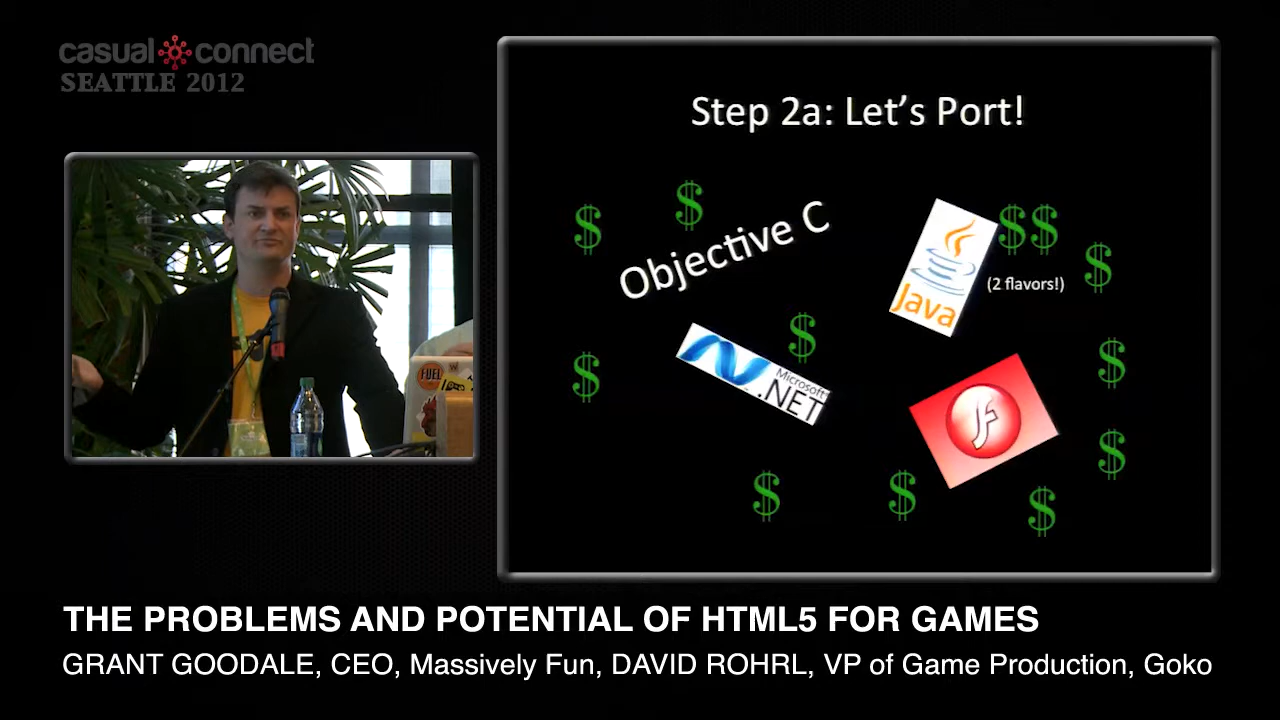 casual connect
SEATTLE 2012
Step 2a: Let's Port!
$ $ $$
Objective C
Java
(2 flavors!)
$
$
Microsoft
.NET
$ $
$
$ $ $
FUEL
THE PROBLEMS AND POTENTIAL OF HTML5 FOR GAMES
GRANT GOODALE, CEO, Massively Fun, DAVID ROHRL, VP of Game Production, Goko